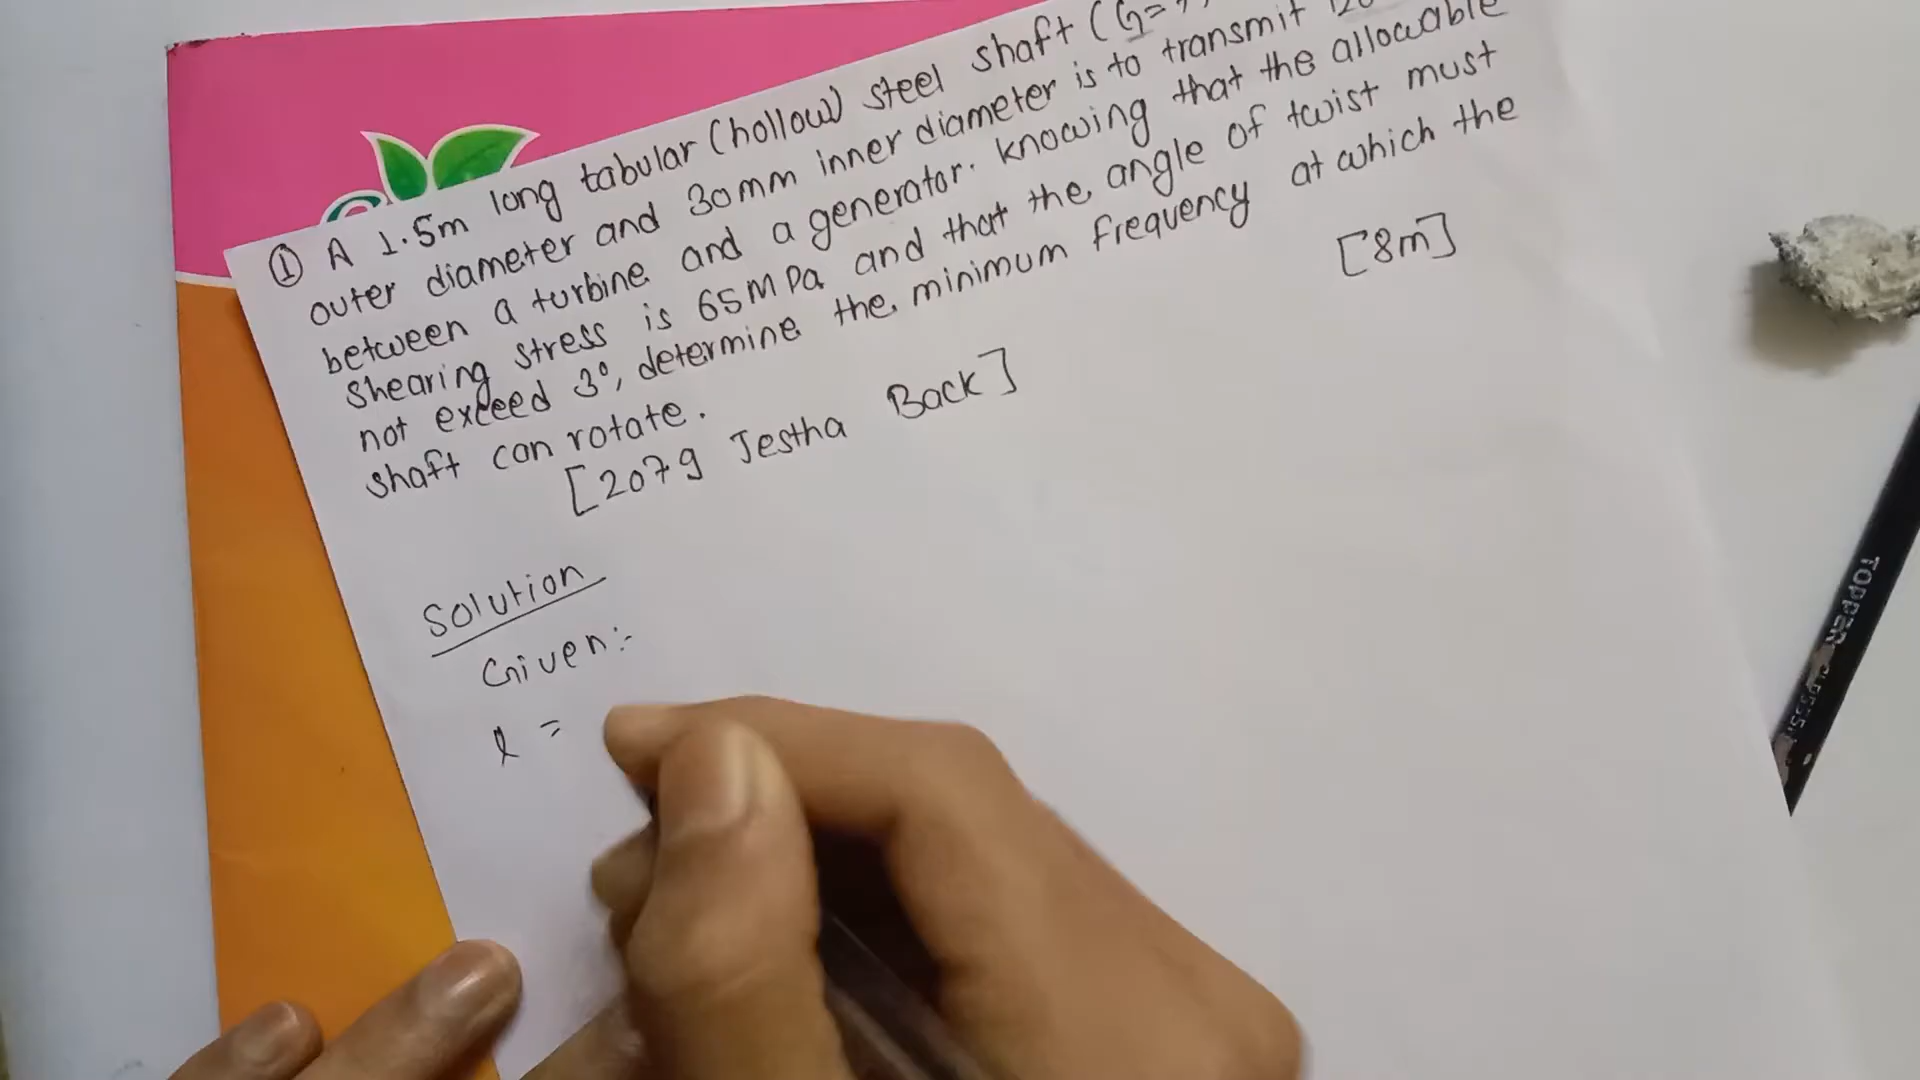 ① A 1.5m long tabular (hollow) steel shaft (G=
outer diameter and 30mm inner diameter is to transmit 120
between a turbine and a generator. Knowing that the allowable
shearing stress is 65MPa and that the angle of twist must
not exceed 3°, determine the minimum frequency at which the
shaft can rotate. [8m]
[2079 Jestha Back]
Solution
Given:-
l =
TOPPER